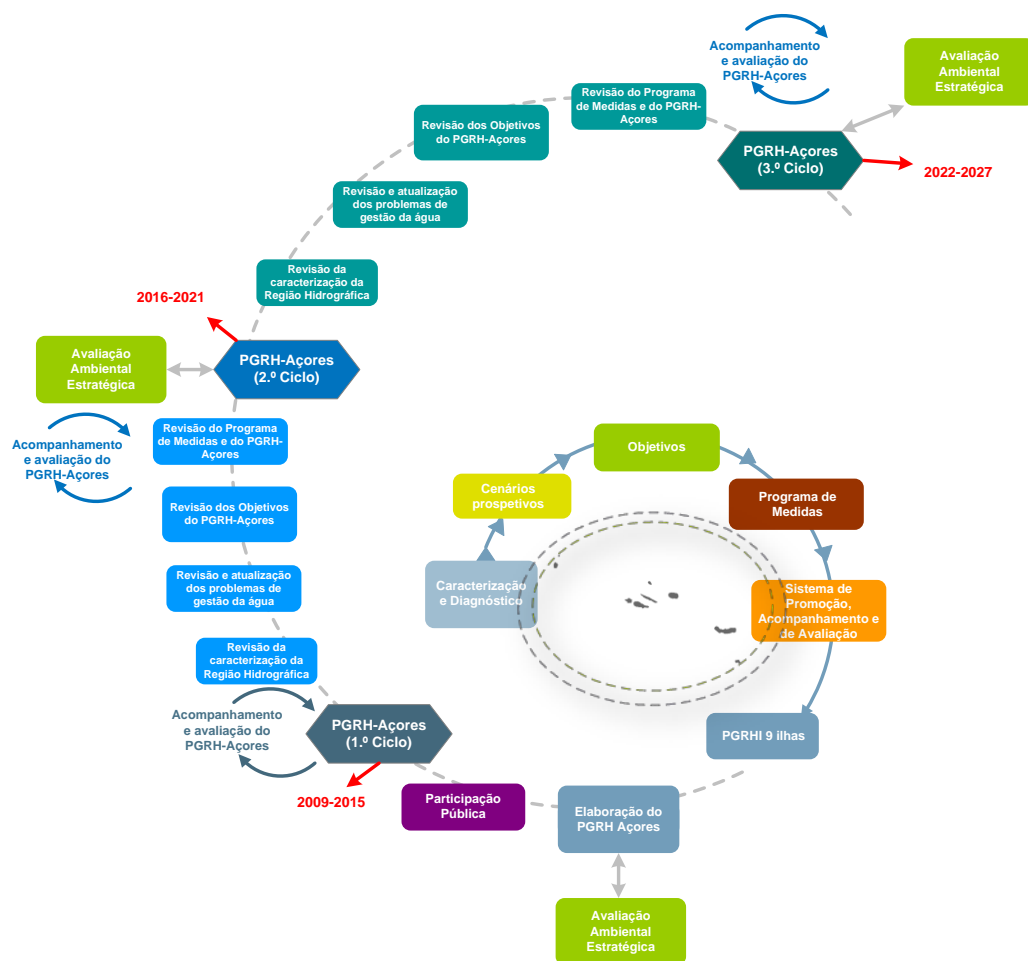 Acompanhamento
e avaliação do
PGRH-Açores
Avaliação
Ambiental
Estratégica
Revisão do Programa
de Medidas e do PGRH-
Açores
Revisão dos Objetivos
do PGRH-Açores
PGRH-Açores
(3.º Ciclo)
2022-2027
Revisão e atualização
dos problemas de
gestão da água
Revisão da
caracterização da
Região Hidrográfica
2016-2021
Avaliação
Ambiental
Estratégica
PGRH-Açores
(2.º Ciclo)
Acompanhamento
e avaliação do
PGRH-Açores
Revisão do Programa
de Medidas e do PGRH-
Açores
Revisão dos Objetivos
do PGRH-Açores
Revisão e atualização
dos problemas de
gestão da água
Revisão da
caracterização da
Região Hidrográfica
Objetivos
Cenários
prospetivos
Programa de
Medidas
Caracterização
e Diagnóstico
Sistema de
Promoção,
Acompanhamento e
de Avaliação
PGRHI 9 ilhas
Acompanhamento
e avaliação do
PGRH-Açores
PGRH-Açores
(1.º Ciclo)
2009-2015
Participação
Pública
Elaboração do
PGRH Açores
Avaliação
Ambiental
Estratégica